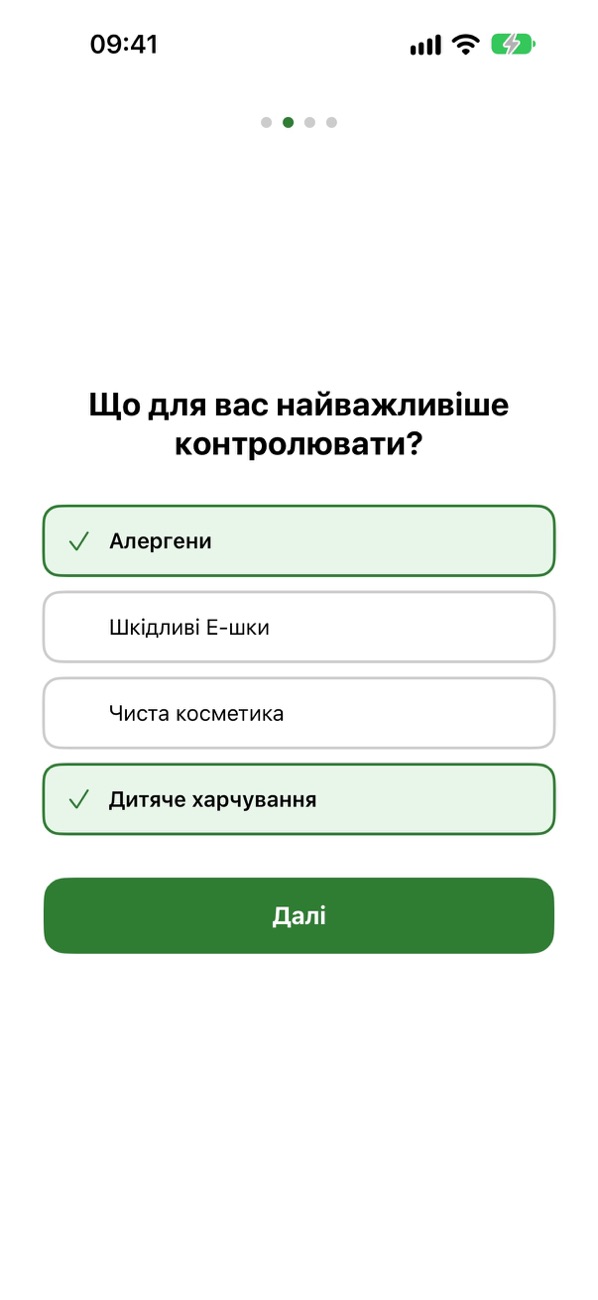 09:41
Що для вас найважливіше
контролювати?
Алергени
Шкідливі Е-шки
Чиста косметика
Дитяче харчування
Далі